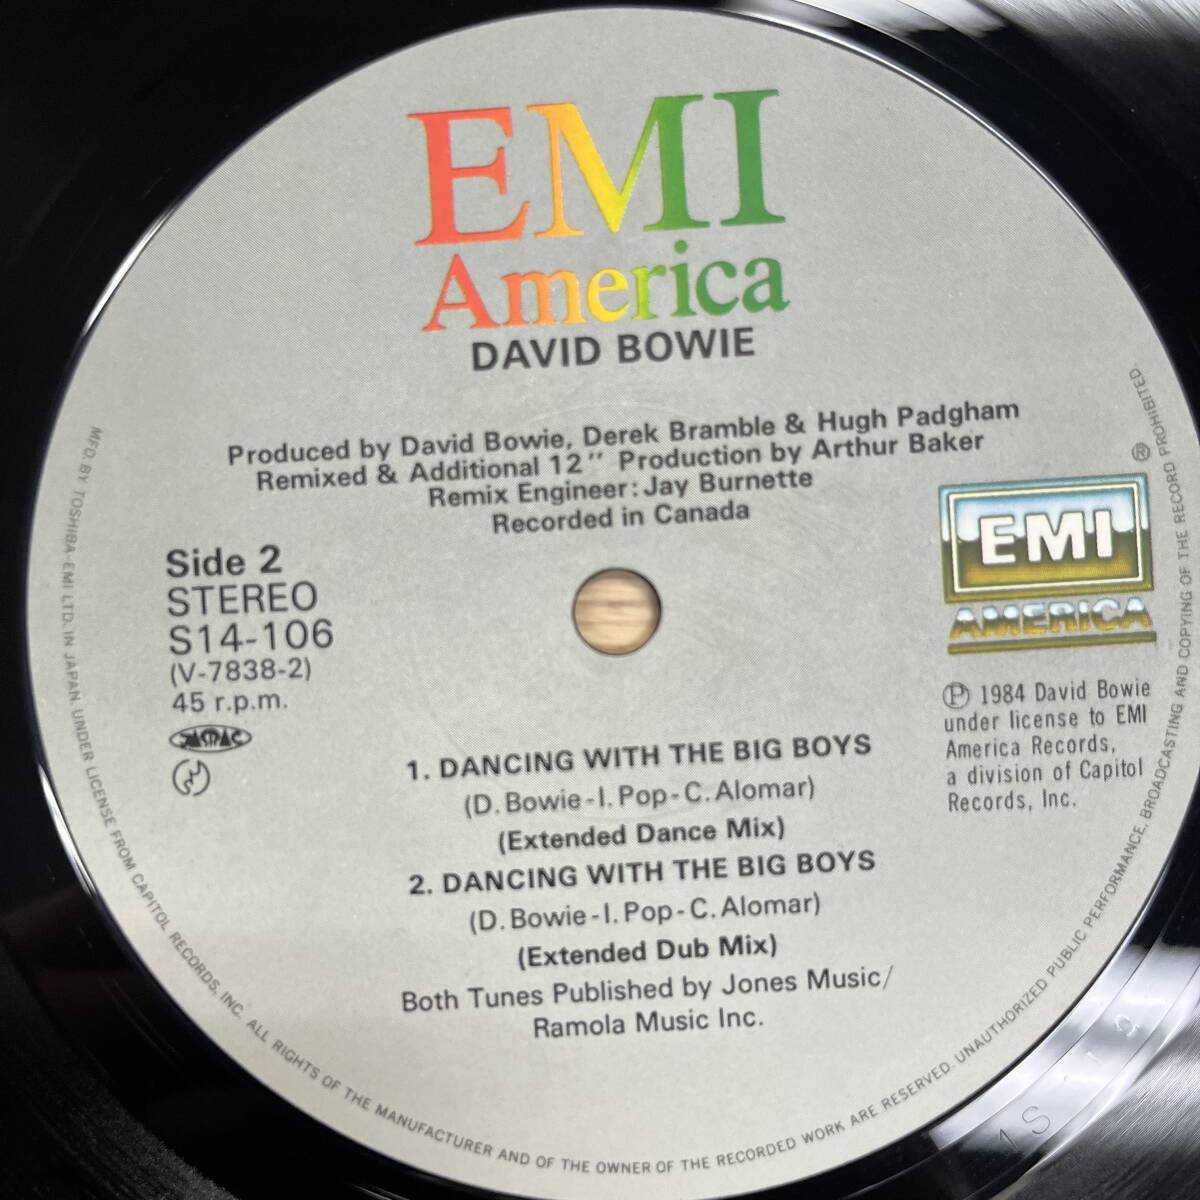 EMI
America
DAVID BOWIE
Produced by David Bowie, Derek Bramble & Hugh Padgham
Remixed & Additional 12" Production by Arthur Baker
Remix Engineer: Jay Burnette
Recorded in Canada
Side 2
STEREO
S14-106
(V-7838-2)
45 r.p.m.
JASRAC
®
EMI
AMERICA
Ⓟ 1984 David Bowie
under license to EMI
America Records,
a division of Capitol
Records, Inc.
1. DANCING WITH THE BIG BOYS
(D. Bowie-I. Pop-C. Alomar)
(Extended Dance Mix)
2. DANCING WITH THE BIG BOYS
(D. Bowie-I. Pop-C. Alomar)
(Extended Dub Mix)
Both Tunes Published by Jones Music/
Ramola Music Inc.
MFD. BY TOSHIBA-EMI LTD. IN JAPAN. UNDER LICENSE FROM CAPITOL RECORDS, INC. ALL RIGHTS OF THE MANUFACTURER AND OF THE OWNER OF THE RECORDED WORK ARE RESERVED. UNAUTHORIZED PUBLIC PERFORMANCE, BROADCASTING AND COPYING OF THE RECORD PROHIBITED.